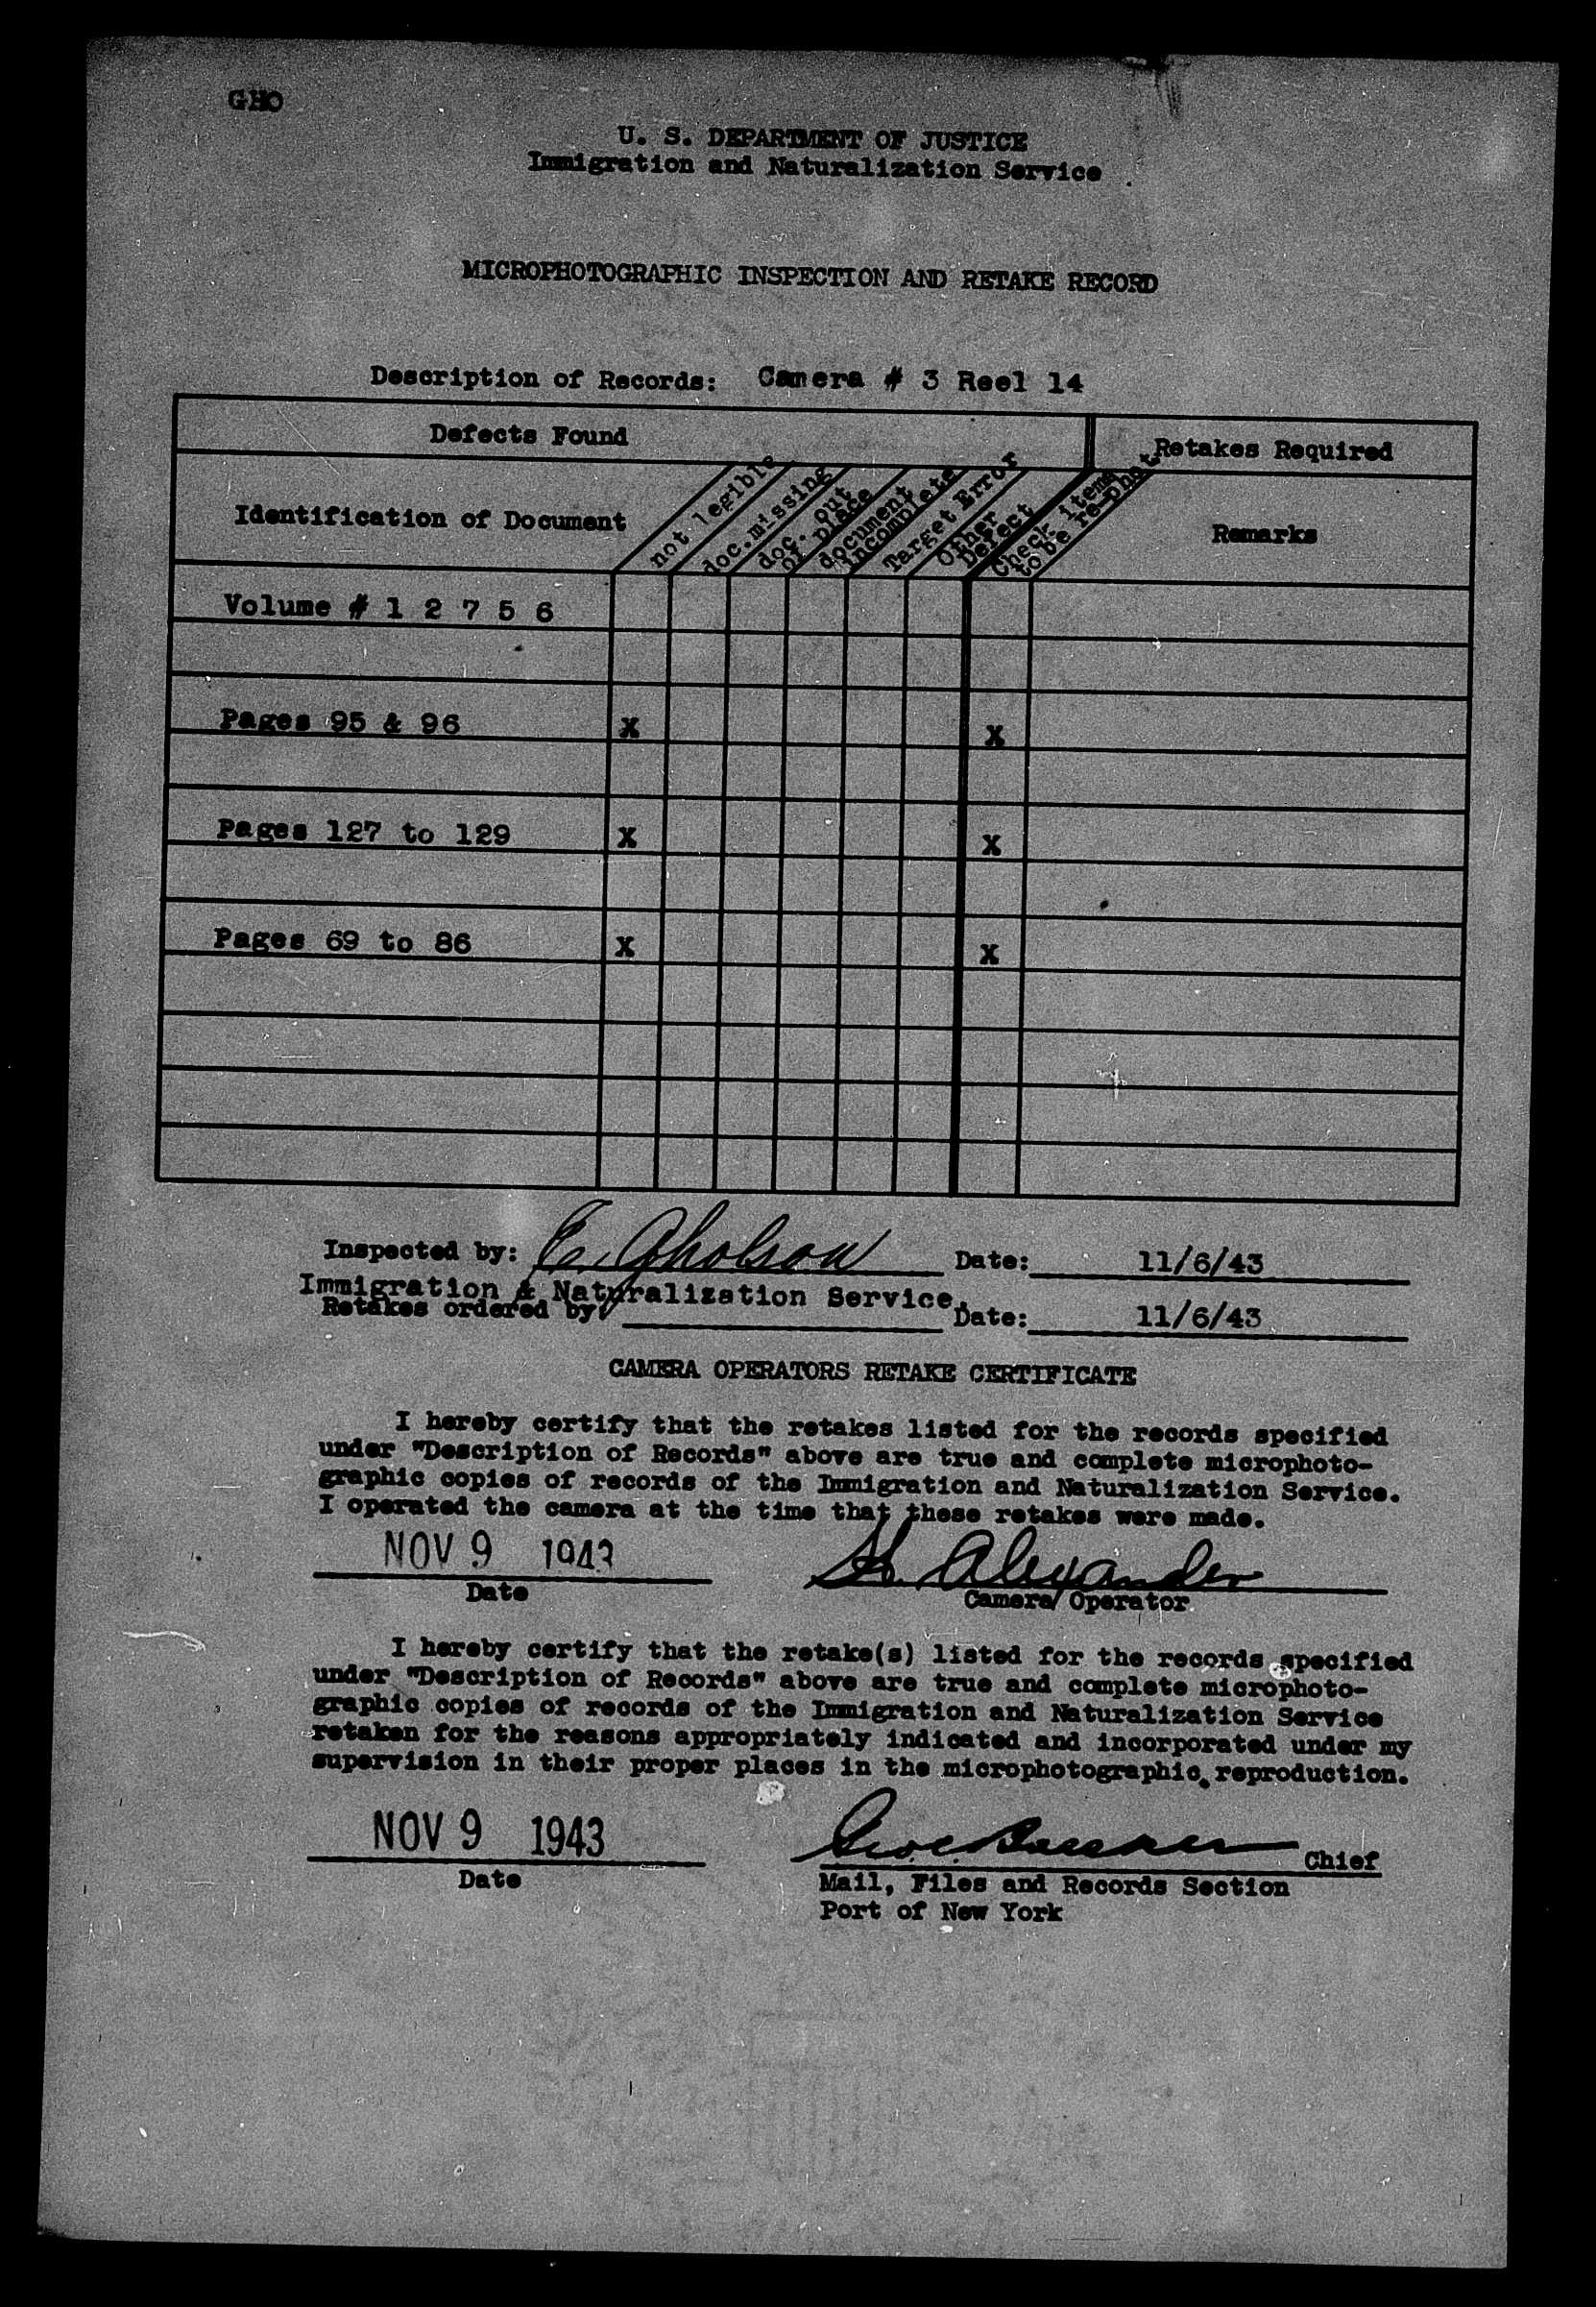 GHO
U. S. DEPARTMENT OF JUSTICE
Immigration and Naturalization Service
MICROPHOTOGRAPHIC INSPECTION AND RETAKE RECORD
Description of Records: Camera # 3 Reel 14
Defects Found
Retakes Required
Identification of Document
not legible
doc.missing
doc. out
of place
document
incomplete
Target Error
Other
Defect
Check items
to be re-phot
Remarks
Volume # 1 2 7 5 6
Pages 95 & 96 X X
Pages 127 to 129 X X
Pages 69 to 86 X X
Inspected by: E. Gholson Date: 11/6/43
Immigration & Naturalization Service.
Retakes ordered by: Date: 11/6/43
CAMERA OPERATORS RETAKE CERTIFICATE
I hereby certify that the retakes listed for the records specified
under "Description of Records" above are true and complete microphoto-
graphic copies of records of the Immigration and Naturalization Service.
I operated the camera at the time that these retakes were made.
NOV 9 1943 Alexander
Date
Camera Operator
I hereby certify that the retake(s) listed for the records specified
under "Description of Records" above are true and complete microphoto-
graphic copies of records of the Immigration and Naturalization Service
retaken for the reasons appropriately indicated and incorporated under my
supervision in their proper places in the microphotographic reproduction.
NOV 9 1943
Chief
Date
Mail, Files and Records Section
Port of New York